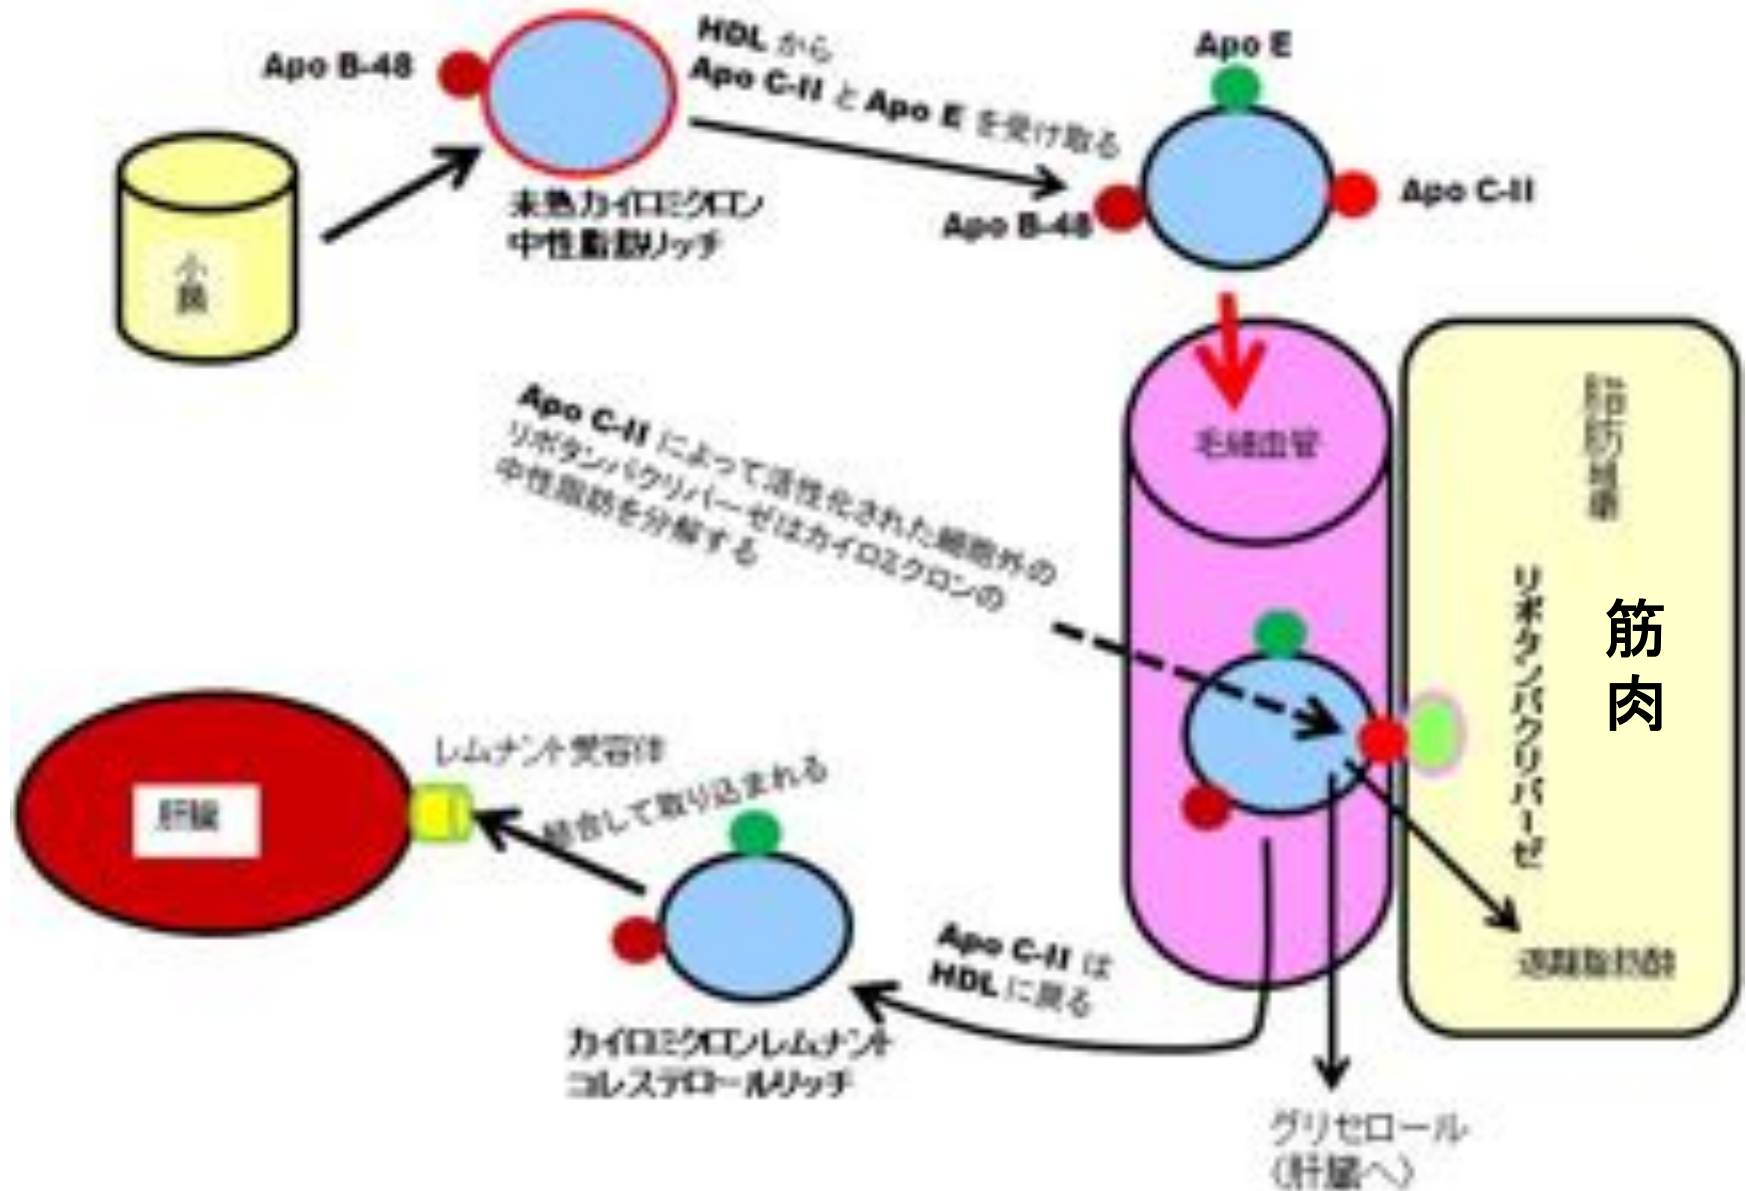 Apo B-48
HDL から
Apo C-II と Apo E を受け取る
Apo E
Apo B-48
Apo C-II
未熟カイロミクロン
中性脂肪リッチ
小腸
毛細血管
脂肪組織
筋肉
リポタンパクリパーゼ
Apo C-II によって活性化された細胞外の
リポタンパクリパーゼはカイロミクロンの
中性脂肪を分解する
遊離脂肪酸
レムナント受容体
結合して取り込まれる
肝臓
Apo C-II は
HDL に戻る
カイロミクロンレムナント
コレステロールリッチ
グリセロール
(肝臓へ)